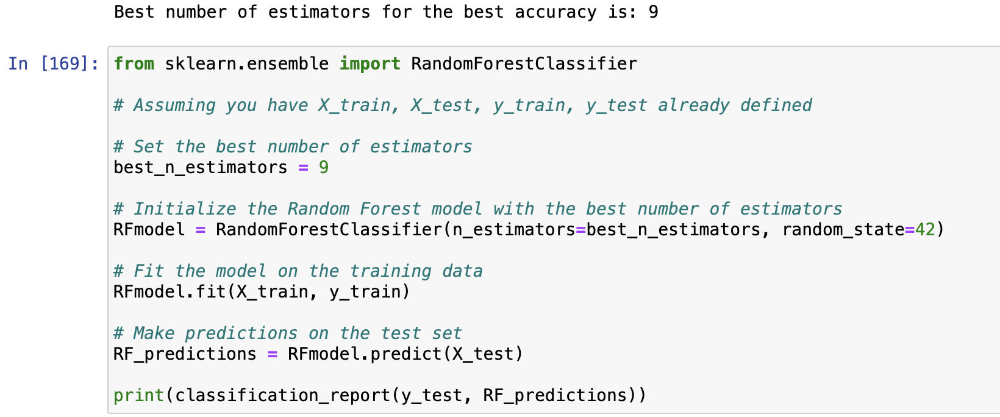 Best number of estimators for the best accuracy is: 9
In [169]:
from sklearn.ensemble import RandomForestClassifier
# Assuming you have X_train, X_test, y_train, y_test already defined
# Set the best number of estimators
best_n_estimators = 9
# Initialize the Random Forest model with the best number of estimators
RFmodel = RandomForestClassifier(n_estimators=best_n_estimators, random_state=42)
# Fit the model on the training data
RFmodel.fit(X_train, y_train)
# Make predictions on the test set
RF_predictions = RFmodel.predict(X_test)
print(classification_report(y_test, RF_predictions))